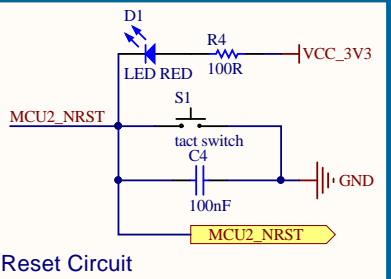 D1
R4
VCC_3V3
LED RED
100R
S1
MCU2_NRST
tact switch
C4
GND
100nF
MCU2_NRST
Reset Circuit